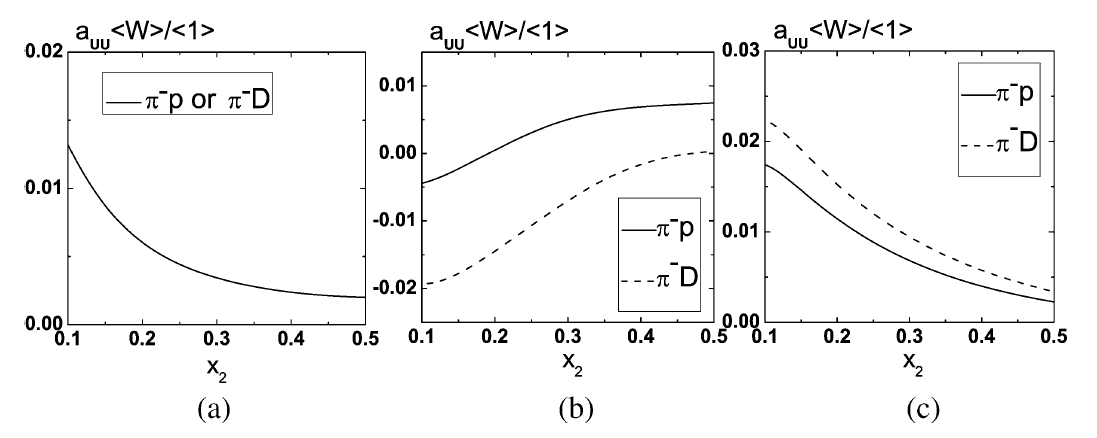 a_UU<W>/<1>
0.02
0.01
0.00
π⁻p or π⁻D
0.1 0.2 0.3 0.4 0.5
x₂
(a)
a_UU<W>/<1>
0.01
0.00
-0.01
-0.02
π⁻p
π⁻D
0.1 0.2 0.3 0.4 0.5
x₂
(b)
a_UU<W>/<1>
0.03
0.02
0.01
0.00
π⁻p
π⁻D
0.1 0.2 0.3 0.4 0.5
x₂
(c)